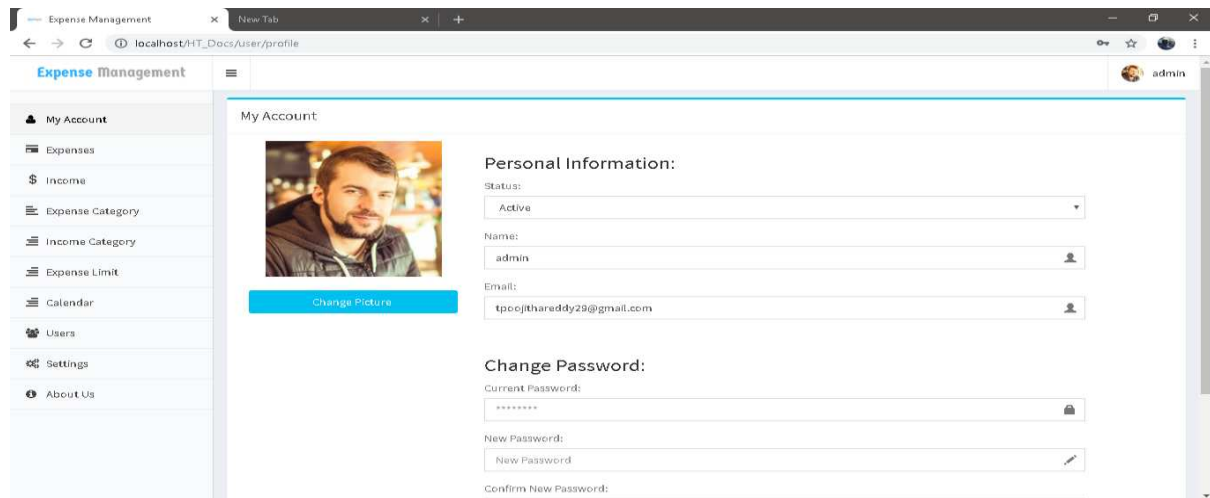 Expense Management
New Tab
localhost/HT_Docs/user/profile
Expense Management
admin
My Account
Expenses
$ Income
Expense Category
Income Category
Expense Limit
Calendar
Users
Settings
About Us
My Account
Change Picture
Personal Information:
Status:
Active
Name:
admin
Email:
tpoojithareddy29@gmail.com
Change Password:
Current Password:
********
New Password:
New Password
Confirm New Password: